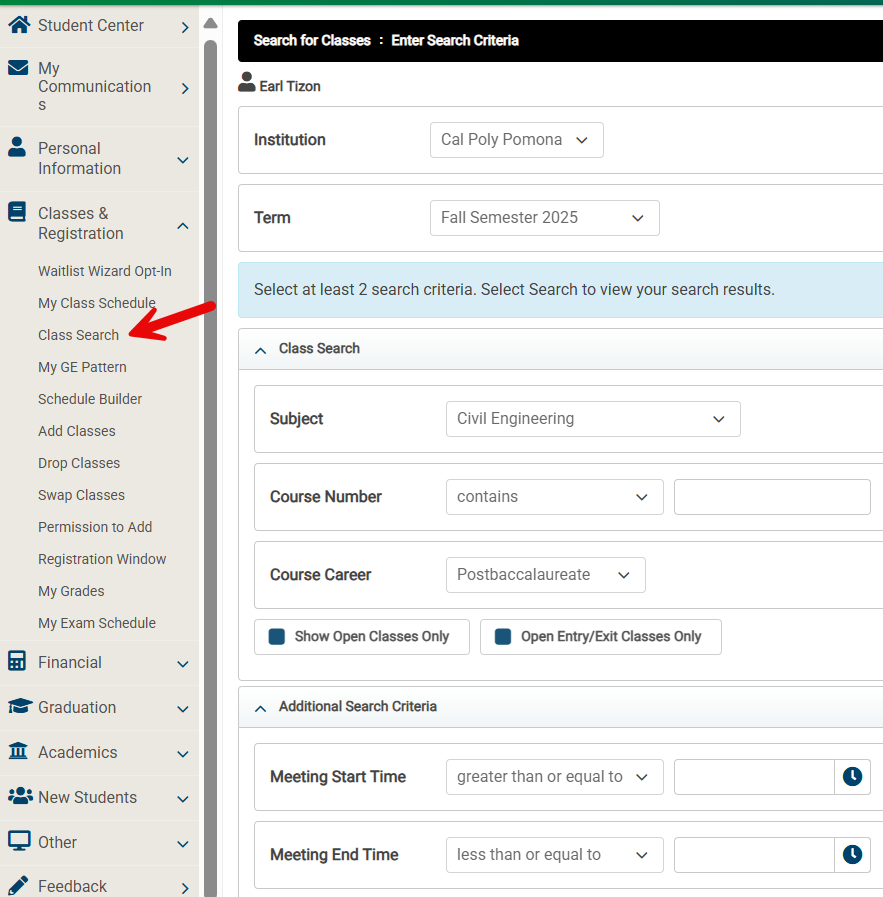 Student Center
My
Communication
s
Personal
Information
Classes &
Registration
Waitlist Wizard Opt-In
My Class Schedule
Class Search
My GE Pattern
Schedule Builder
Add Classes
Drop Classes
Swap Classes
Permission to Add
Registration Window
My Grades
My Exam Schedule
Financial
Graduation
Academics
New Students
Other
Feedback
Search for Classes : Enter Search Criteria
Earl Tizon
Institution Cal Poly Pomona
Term Fall Semester 2025
Select at least 2 search criteria. Select Search to view your search results.
Class Search
Subject Civil Engineering
Course Number contains
Course Career Postbaccalaureate
Show Open Classes Only Open Entry/Exit Classes Only
Additional Search Criteria
Meeting Start Time greater than or equal to
Meeting End Time less than or equal to